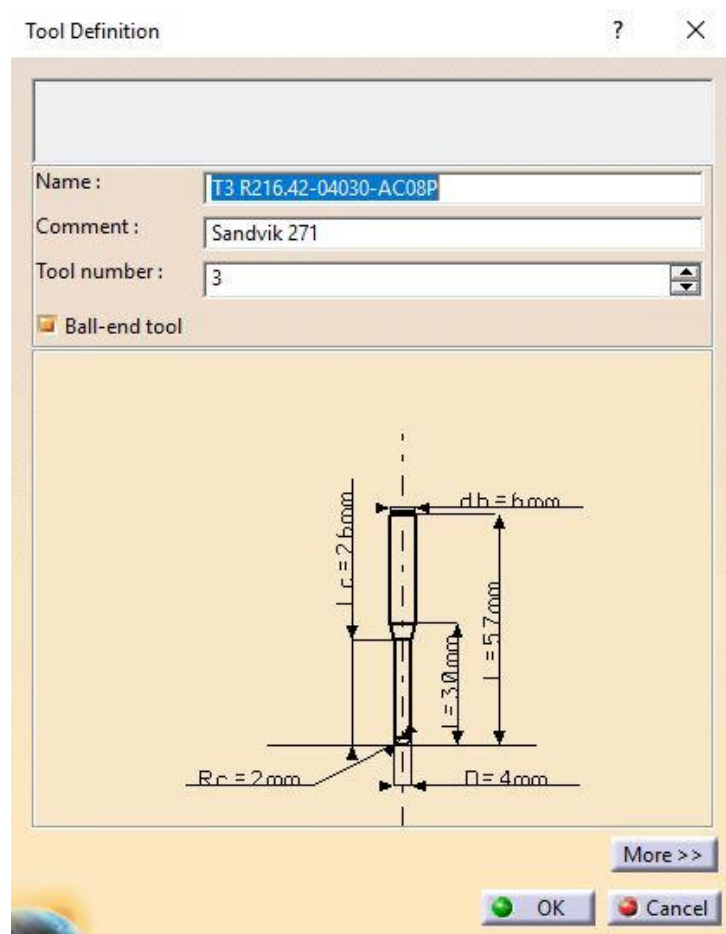 Tool Definition ? ×
Name :
T3 R216.42-04030-AC08P
Comment :
Sandvik 271
Tool number :
3
Ball-end tool
db=6mm
Lc=26mm
L=57mm
l=30mm
Rc=2mm
D=4mm
More >>
OK
Cancel